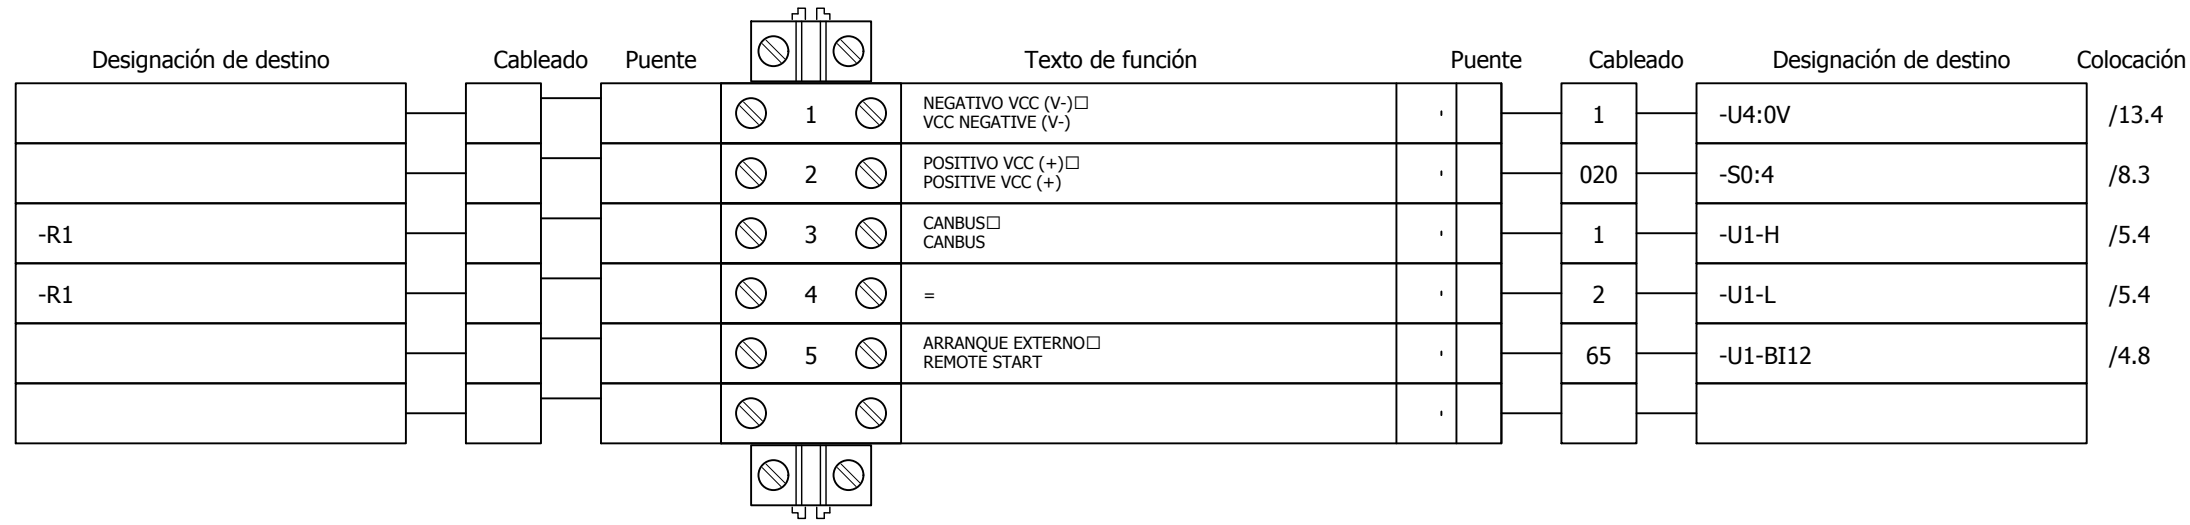 Designación de destino Cableado Puente Texto de función Puente Cableado Designación de destino Colocación
1 NEGATIVO VCC (V-)□ 1 -U4:0V /13.4
VCC NEGATIVE (V-)
2 POSITIVO VCC (+)□ 020 -S0:4 /8.3
POSITIVE VCC (+)
-R1 3 CANBUS□ 1 -U1-H /5.4
CANBUS
-R1 4 = 2 -U1-L /5.4
5 ARRANQUE EXTERNO□ 65 -U1-BI12 /4.8
REMOTE START